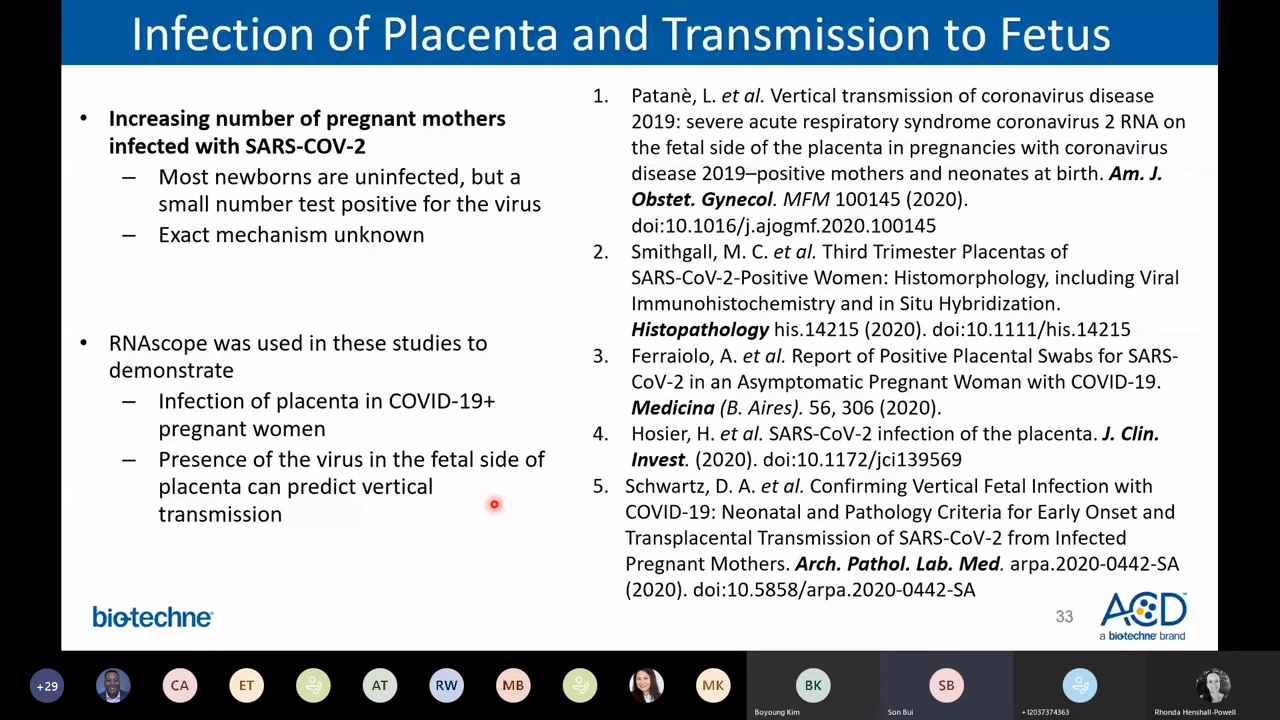 Infection of Placenta and Transmission to Fetus
• Increasing number of pregnant mothers
infected with SARS-COV-2
– Most newborns are uninfected, but a
small number test positive for the virus
– Exact mechanism unknown
• RNAscope was used in these studies to
demonstrate
– Infection of placenta in COVID-19+
pregnant women
– Presence of the virus in the fetal side of
placenta can predict vertical
transmission
1. Patanè, L. et al. Vertical transmission of coronavirus disease
2019: severe acute respiratory syndrome coronavirus 2 RNA on
the fetal side of the placenta in pregnancies with coronavirus
disease 2019–positive mothers and neonates at birth. Am. J.
Obstet. Gynecol. MFM 100145 (2020).
doi:10.1016/j.ajogmf.2020.100145
2. Smithgall, M. C. et al. Third Trimester Placentas of
SARS-CoV-2-Positive Women: Histomorphology, including Viral
Immunohistochemistry and in Situ Hybridization.
Histopathology his.14215 (2020). doi:10.1111/his.14215
3. Ferraiolo, A. et al. Report of Positive Placental Swabs for SARS-
CoV-2 in an Asymptomatic Pregnant Woman with COVID-19.
Medicina (B. Aires). 56, 306 (2020).
4. Hosier, H. et al. SARS-CoV-2 infection of the placenta. J. Clin.
Invest. (2020). doi:10.1172/jci139569
5. Schwartz, D. A. et al. Confirming Vertical Fetal Infection with
COVID-19: Neonatal and Pathology Criteria for Early Onset and
Transplacental Transmission of SARS-CoV-2 from Infected
Pregnant Mothers. Arch. Pathol. Lab. Med. arpa.2020-0442-SA
(2020). doi:10.5858/arpa.2020-0442-SA
bio-techne
33
ACD
a bio-techne brand
+29 CA ET AT RW MB MK BK SB
Boyoung Kim Son Bui +12037374363 Rhonda Henshall-Powell